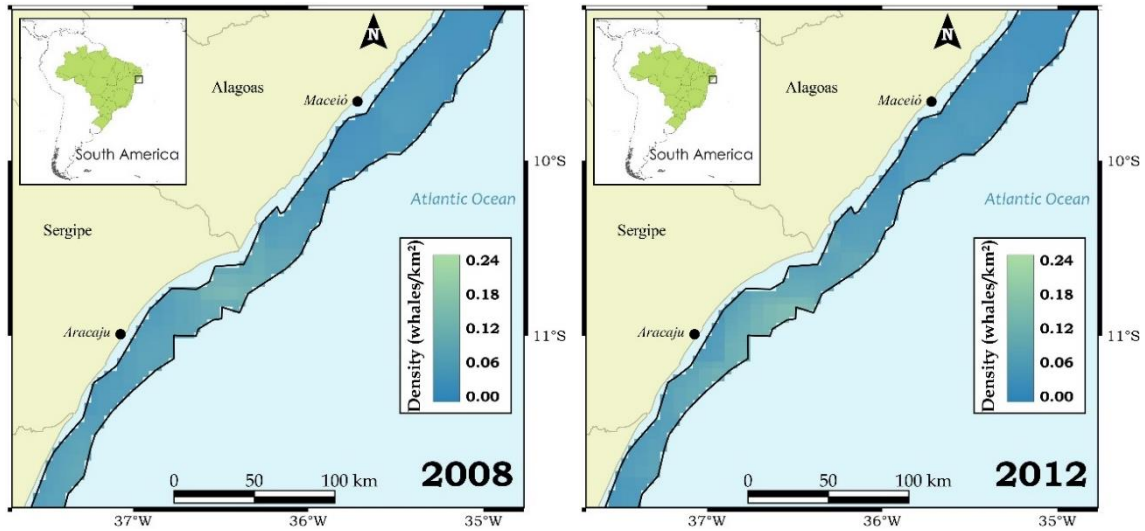 N
Alagoas
Maceió
South America
10°S
Atlantic Ocean
Sergipe
Density (whales/km²)
0.24
0.18
0.12
0.06
0.00
Aracaju
11°S
2008
0 50 100 km
37°W 36°W 35°W
N
Alagoas
Maceió
South America
10°S
Atlantic Ocean
Sergipe
Density (whales/km²)
0.24
0.18
0.12
0.06
0.00
Aracaju
11°S
2012
0 50 100 km
37°W 36°W 35°W